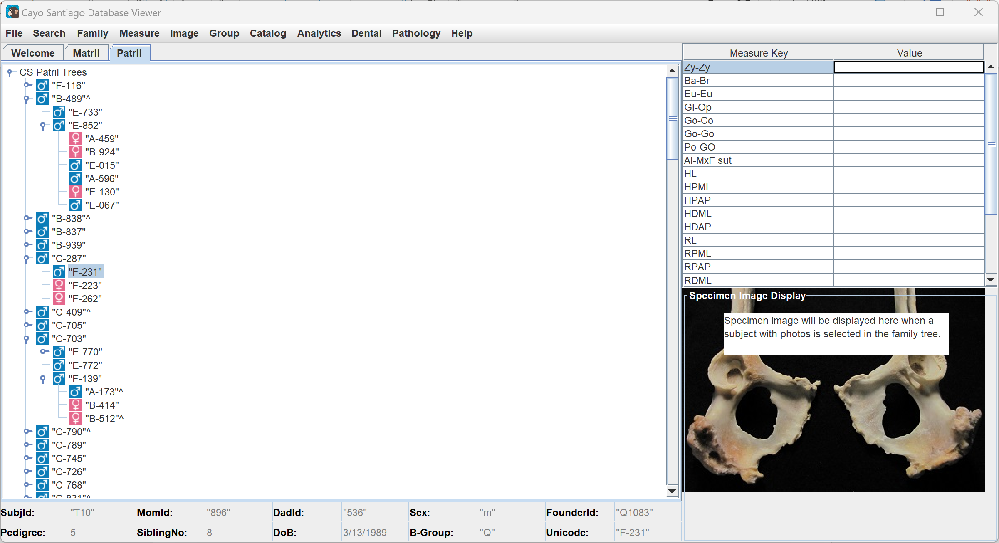 Cayo Santiago Database Viewer
File Search Family Measure Image Group Catalog Analytics Dental Pathology Help
Welcome Matril Patril
CS Patril Trees
"F-116"
"B-489"^
"E-733"
"E-852"
"A-459"
"B-924"
"E-015"
"A-596"
"E-130"
"E-067"
"B-838"^
"B-837"
"B-939"
"C-287"
"F-231"
"F-223"
"F-262"
"C-409"^
"C-705"
"C-703"
"E-770"
"E-772"
"F-139"
"A-173"^
"B-414"
"B-512"^
"C-790"^
"C-789"
"C-745"
"C-726"
"C-768"
"C-831"^
Measure Key Value
Zy-Zy
Ba-Br
Eu-Eu
Gl-Op
Go-Co
Go-Go
Po-GO
Al-MxF sut
HL
HPML
HPAP
HDML
HDAP
RL
RPML
RPAP
RDML
Specimen Image Display
Specimen image will be displayed here when a
subject with photos is selected in the family tree.
SubjId: "T10" MomId: "896" DadId: "536" Sex: "m" FounderId: "Q1083"
Pedigree: 5 SiblingNo: 8 DoB: 3/13/1989 B-Group: "Q" Unicode: "F-231"